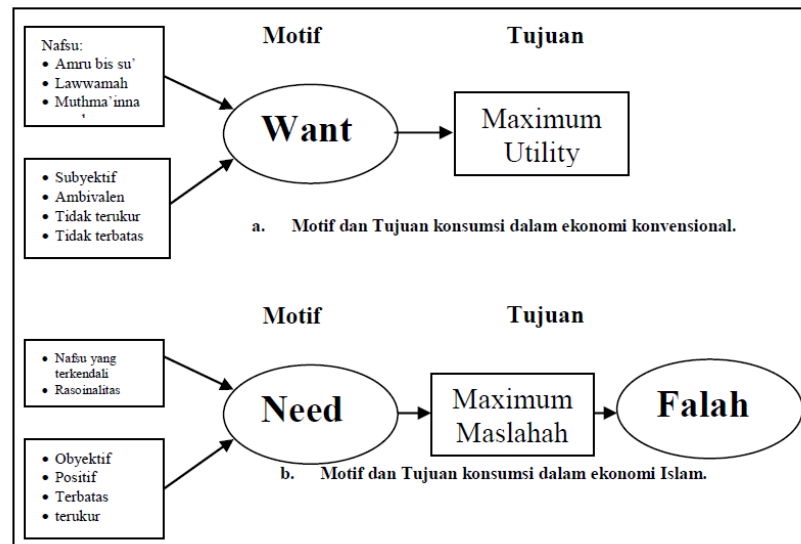 Motif
Tujuan
Nafsu:
• Amru bis su'
• Lawwamah
• Muthma'inna
Want
Maximum
Utility
• Subyektif
• Ambivalen
• Tidak terukur
• Tidak terbatas
a. Motif dan Tujuan konsumsi dalam ekonomi konvensional.
Motif
Tujuan
• Nafsu yang
terkendali
• Rasoinalitas
Need
Maximum
Maslahah
Falah
• Obyektif
• Positif
• Terbatas
• terukur
b. Motif dan Tujuan konsumsi dalam ekonomi Islam.